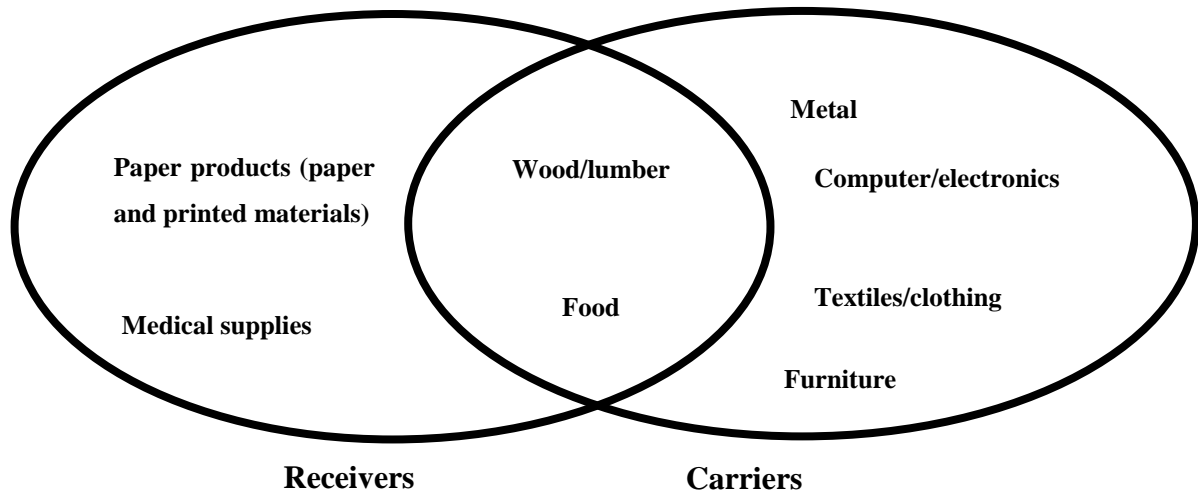 Metal
Paper products (paper
and printed materials)
Wood/lumber
Computer/electronics
Textiles/clothing
Food
Medical supplies
Furniture
Receivers
Carriers